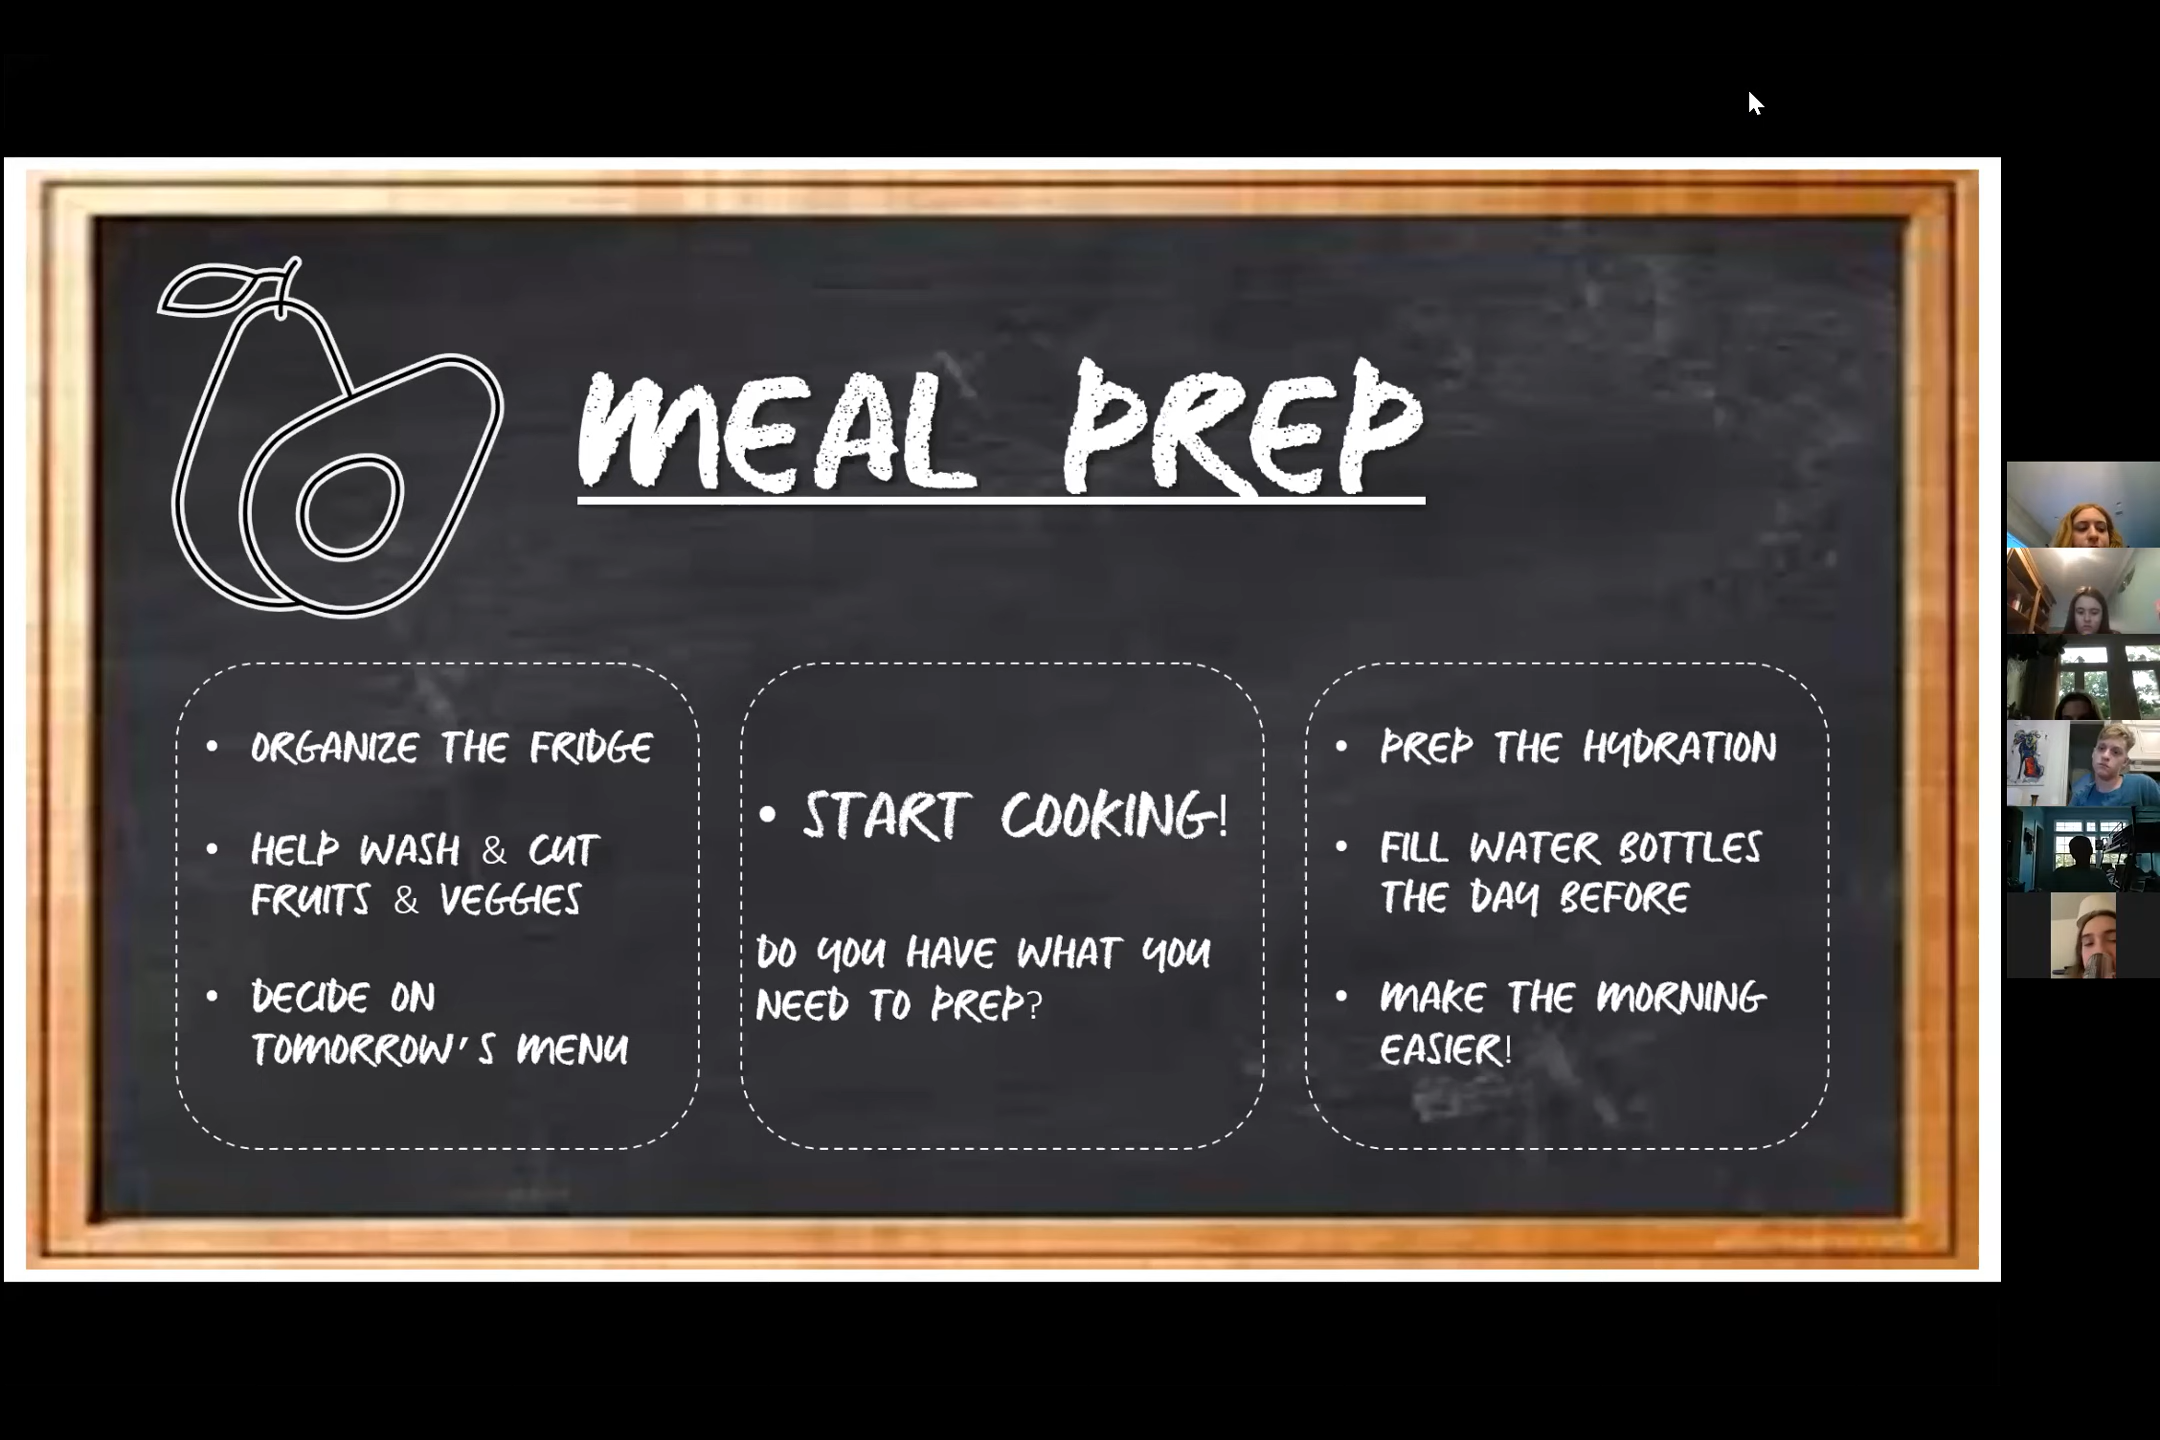 MEAL PREP
• ORGANIZE THE FRIDGE
• HELP WASH & CUT
FRUITS & VEGGIES
• DECIDE ON
TOMORROW'S MENU
• START COOKING!
DO YOU HAVE WHAT YOU
NEED TO PREP?
• PREP THE HYDRATION
• FILL WATER BOTTLES
THE DAY BEFORE
• MAKE THE MORNING
EASIER!